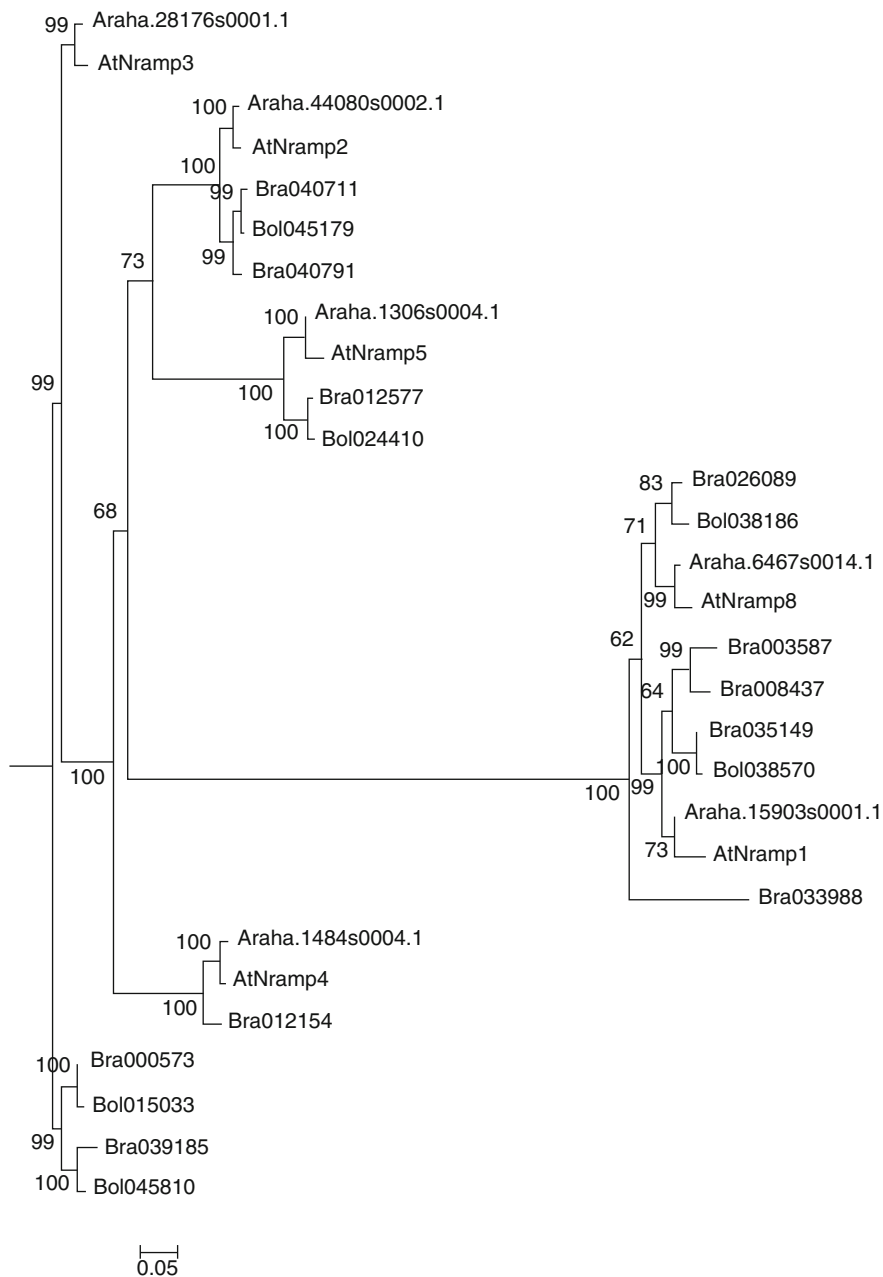 99
Araha.28176s0001.1
AtNramp3
100
Araha.44080s0002.1
AtNramp2
100
99
Bra040711
Bol045179
99
Bra040791
73
100
Araha.1306s0004.1
AtNramp5
99
100
Bra012577
100
Bol024410
68
83
Bra026089
71
Bol038186
Araha.6467s0014.1
99
AtNramp8
62
99
Bra003587
64
Bra008437
Bra035149
100
100
Bol038570
100
99
Araha.15903s0001.1
73
AtNramp1
Bra033988
100
Araha.1484s0004.1
AtNramp4
100
Bra012154
100
Bra000573
Bol015033
99
Bra039185
100
Bol045810
0.05